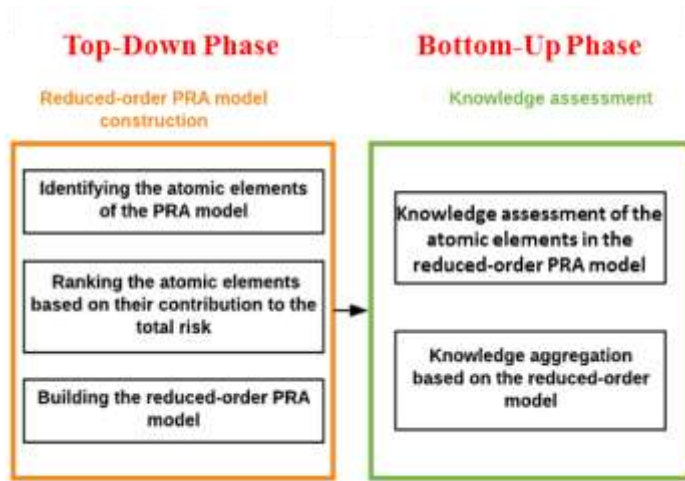 Top-Down Phase
Reduced-order PRA model
construction
Identifying the atomic elements
of the PRA model
Ranking the atomic elements
based on their contribution to the
total risk
Building the reduced-order PRA
model
Bottom-Up Phase
Knowledge assessment
Knowledge assessment of the
atomic elements in the
reduced-order PRA model
Knowledge aggregation
based on the reduced-order
model